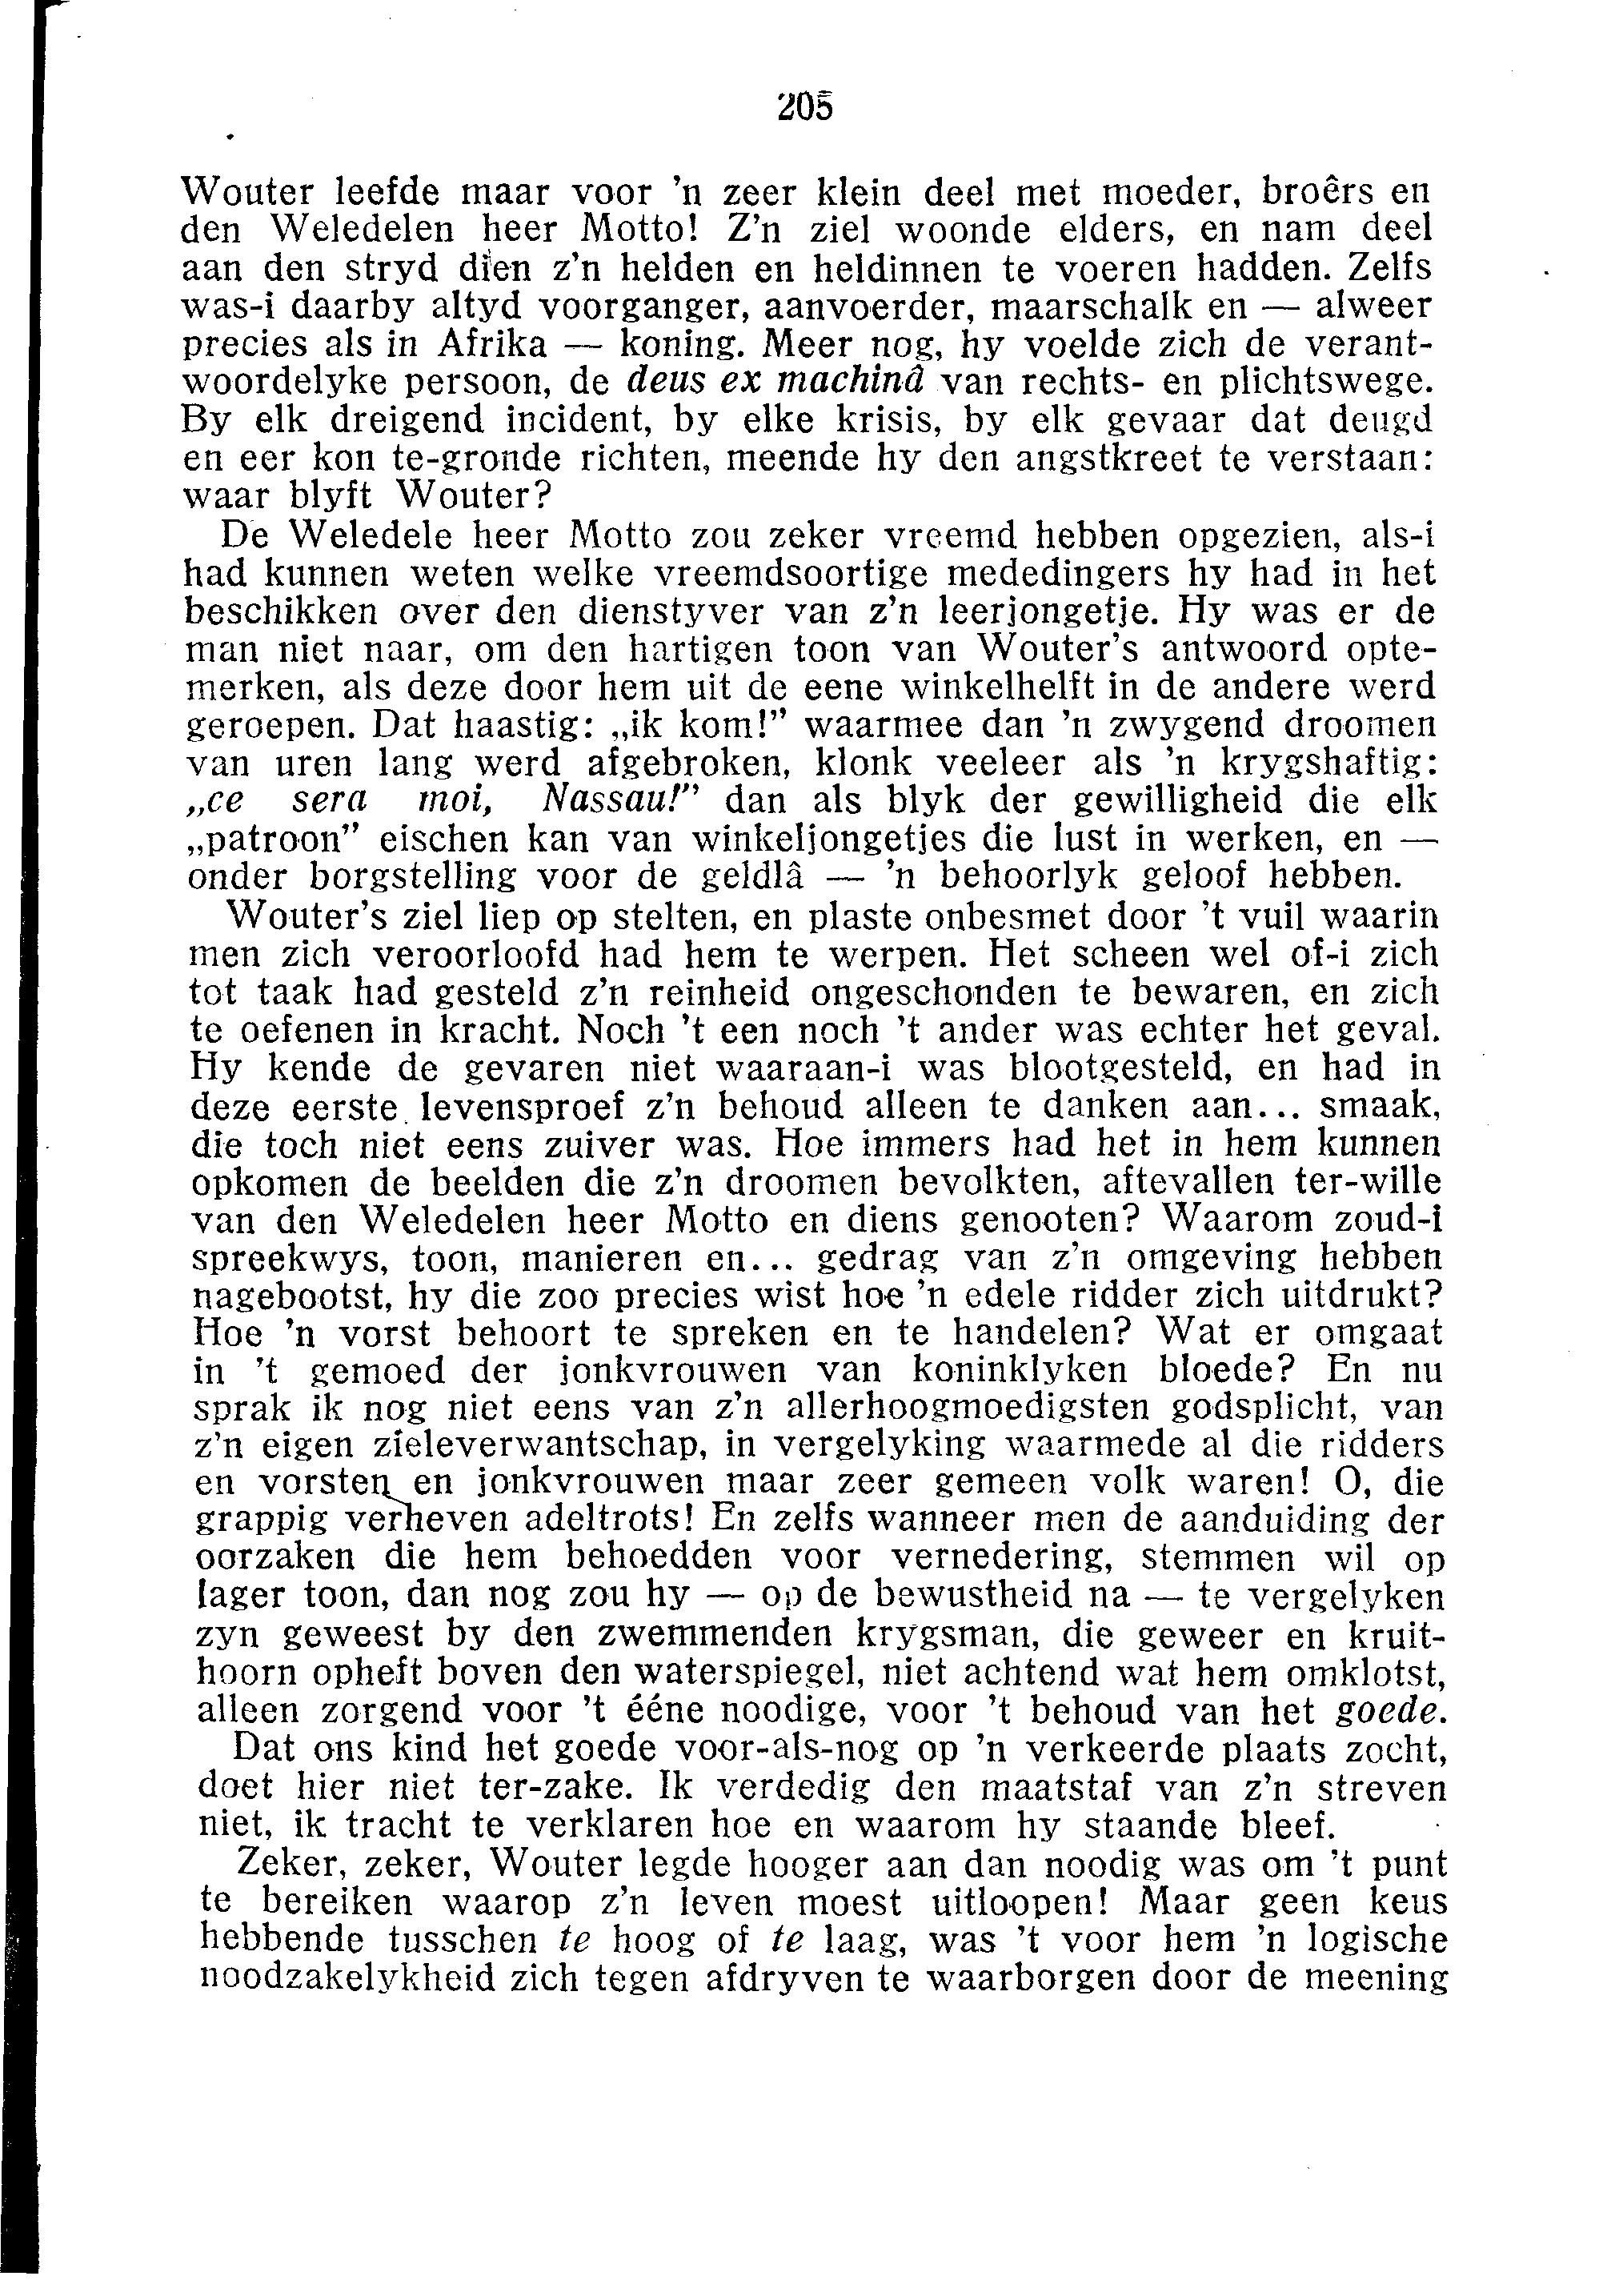 205
Wouter leefde maar voor 'n zeer klein deel met moeder, broêrs en
den Weledelen heer Motto! Z'n ziel woonde elders, en nam deel
aan den stryd dien z'n helden en heldinnen te voeren hadden. Zelfs
was-i daarby altyd voorganger, aanvoerder, maarschalk en — alweer
precies als in Afrika — koning. Meer nog, hy voelde zich de verant-
woordelyke persoon, de deus ex machinâ van rechts- en plichtswege.
By elk dreigend incident, by elke krisis, by elk gevaar dat deugd
en eer kon te-gronde richten, meende hy den angstkreet te verstaan:
waar blyft Wouter?
De Weledele heer Motto zou zeker vreemd hebben opgezien, als-i
had kunnen weten welke vreemdsoortige mededingers hy had in het
beschikken over den dienstyver van z'n leerjongetje. Hy was er de
man niet naar, om den hartigen toon van Wouter's antwoord opte-
merken, als deze door hem uit de eene winkelhelft in de andere werd
geroepen. Dat haastig: „ik kom!” waarmee dan 'n zwygend droomen
van uren lang werd afgebroken, klonk veeleer als 'n krygshaftig:
„ce sera moi, Nassau!” dan als blyk der gewilligheid die elk
„patroon” eischen kan van winkeljongetjes die lust in werken, en —
onder borgstelling voor de geldlâ — 'n behoorlyk geloof hebben.
Wouter's ziel liep op stelten, en plaste onbesmet door 't vuil waarin
men zich veroorloofd had hem te werpen. Het scheen wel of-i zich
tot taak had gesteld z'n reinheid ongeschonden te bewaren, en zich
te oefenen in kracht. Noch 't een noch 't ander was echter het geval.
Hy kende de gevaren niet waaraan-i was blootgesteld, en had in
deze eerste levensproef z'n behoud alleen te danken aan... smaak,
die toch niet eens zuiver was. Hoe immers had het in hem kunnen
opkomen de beelden die z'n droomen bevolkten, aftevallen ter-wille
van den Weledelen heer Motto en diens genooten? Waarom zoud-i
spreekwys, toon, manieren en... gedrag van z'n omgeving hebben
nagebootst, hy die zoo precies wist hoe 'n edele ridder zich uitdrukt?
Hoe 'n vorst behoort te spreken en te handelen? Wat er omgaat
in 't gemoed der jonkvrouwen van koninklyken bloede? En nu
sprak ik nog niet eens van z'n allerhoogmoedigsten godsplicht, van
z'n eigen zieleverwantschap, in vergelyking waarmede al die ridders
en vorsten en jonkvrouwen maar zeer gemeen volk waren! O, die
grappig verheven adeltrots! En zelfs wanneer men de aanduiding der
oorzaken die hem behoedden voor vernedering, stemmen wil op
lager toon, dan nog zou hy — op de bewustheid na — te vergelyken
zyn geweest by den zwemmenden krygsman, die geweer en kruit-
hoorn opheft boven den waterspiegel, niet achtend wat hem omklotst,
alleen zorgend voor 't ééne noodige, voor 't behoud van het goede.
Dat ons kind het goede voor-als-nog op 'n verkeerde plaats zocht,
doet hier niet ter-zake. Ik verdedig den maatstaf van z'n streven
niet, ik tracht te verklaren hoe en waarom hy staande bleef.
Zeker, zeker, Wouter legde hooger aan dan noodig was om 't punt
te bereiken waarop z'n leven moest uitloopen! Maar geen keus
hebbende tusschen te hoog of te laag, was 't voor hem 'n logische
noodzakelykheid zich tegen afdryven te waarborgen door de meening